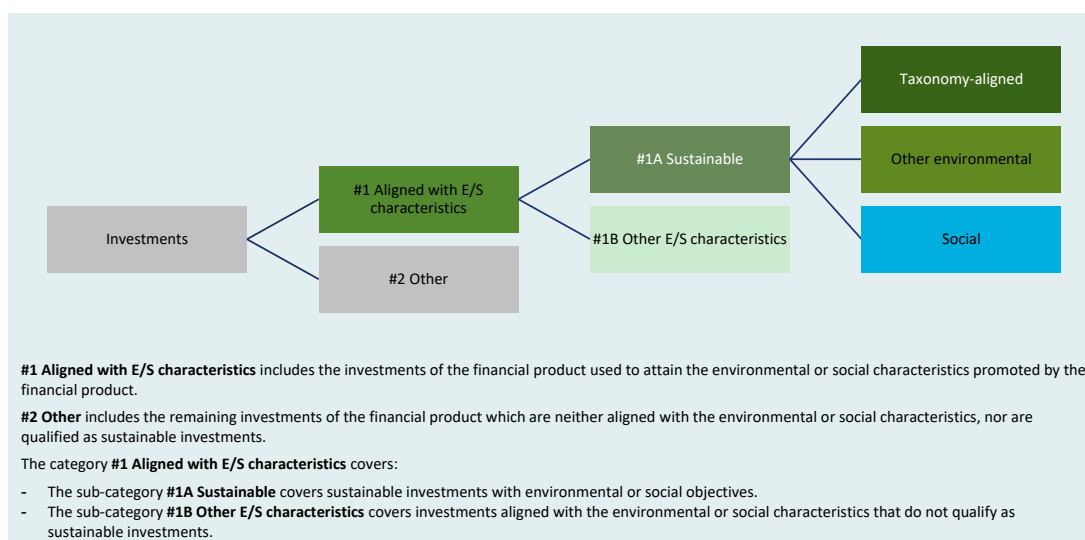 Taxonomy-aligned
#1A Sustainable
Other environmental
#1 Aligned with E/S
characteristics
Investments
#1B Other E/S characteristics
Social
#2 Other
#1 Aligned with E/S characteristics includes the investments of the financial product used to attain the environmental or social characteristics promoted by the
financial product.
#2 Other includes the remaining investments of the financial product which are neither aligned with the environmental or social characteristics, nor are
qualified as sustainable investments.
The category #1 Aligned with E/S characteristics covers:
- The sub-category #1A Sustainable covers sustainable investments with environmental or social objectives.
- The sub-category #1B Other E/S characteristics covers investments aligned with the environmental or social characteristics that do not qualify as
sustainable investments.